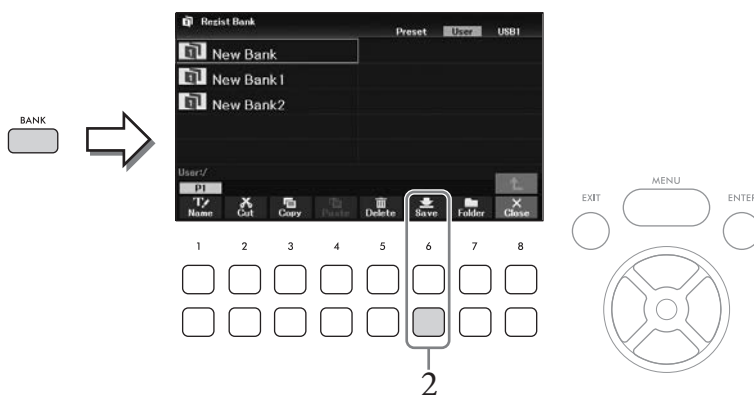 Regist Bank
Preset User USB1
New Bank
New Bank1
New Bank2
BANK
User:/
P1
Name Cut Copy Paste Delete Save Folder Close
EXIT MENU ENTER
1 2 3 4 5 6 7 8
2